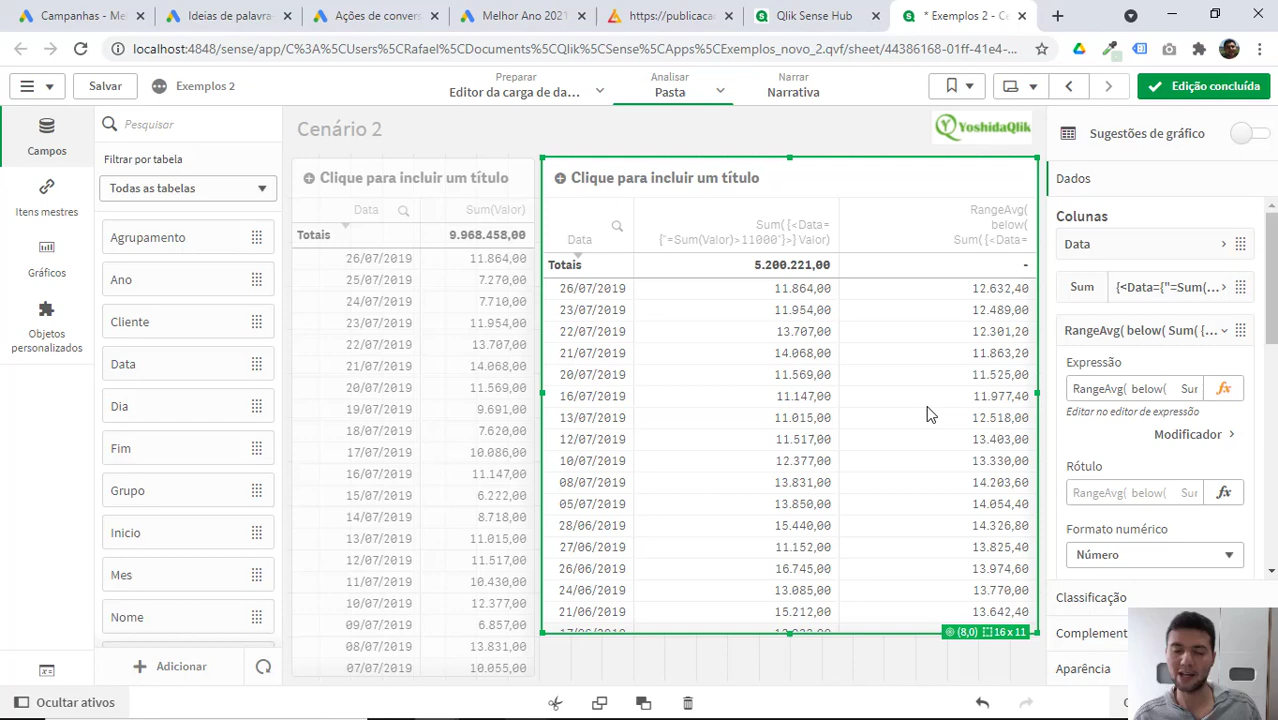 Campanhas - Me
Ideias de palavra-
Ações de convers
Melhor Ano 2021
https://publicaca
Qlik Sense Hub
* Exemplos 2 - Ce
localhost:4848/sense/app/C%3A%5CUsers%5CRafael%5CDocuments%5CQlik%5CSense%5CApps%5CExemplos_novo_2.qvf/sheet/44386168-01ff-41e4-...
Salvar
Exemplos 2
Preparar
Editor de carga de da...
Analisar
Pasta
Narrar
Narrativa
Edição concluída
Campos
Itens mestres
Gráficos
Objetos
personalizados
Pesquisar
Filtrar por tabela
Todas as tabelas
Agrupamento
Ano
Cliente
Data
Dia
Fim
Grupo
Inicio
Mes
Nome
Adicionar
Cenário 2
YoshidaQlik
Clique para incluir um título
Data Sum(Valor)
Totais 9.968.458,00
26/07/2019 11.864,00
25/07/2019 7.270,00
24/07/2019 7.710,00
23/07/2019 11.954,00
22/07/2019 13.707,00
21/07/2019 14.068,00
20/07/2019 11.569,00
19/07/2019 9.691,00
18/07/2019 7.620,00
17/07/2019 10.086,00
16/07/2019 11.147,00
15/07/2019 6.222,00
14/07/2019 8.718,00
13/07/2019 11.015,00
12/07/2019 11.517,00
11/07/2019 10.430,00
10/07/2019 12.377,00
09/07/2019 6.857,00
08/07/2019 13.831,00
07/07/2019 10.055,00
Clique para incluir um título
Data
Sum( {<Data=
{"=Sum(Valor)>11000"}>} Valor)
RangeAvg(
below(
Sum( {<Data=
Totais 5.200.221,00 -
26/07/2019 11.864,00 12.632,40
23/07/2019 11.954,00 12.489,00
22/07/2019 13.707,00 12.301,20
21/07/2019 14.068,00 11.863,20
20/07/2019 11.569,00 11.525,00
16/07/2019 11.147,00 11.977,40
13/07/2019 11.015,00 12.518,00
12/07/2019 11.517,00 13.403,00
10/07/2019 12.377,00 13.330,00
08/07/2019 13.831,00 14.203,60
05/07/2019 13.850,00 14.054,40
28/06/2019 15.440,00 14.326,80
27/06/2019 11.152,00 13.825,40
26/06/2019 16.745,00 13.974,60
24/06/2019 13.085,00 13.770,00
21/06/2019 15.212,00 13.642,40
(8,0) 16 x 11
Sugestões de gráfico
Dados
Colunas
Data
Sum {<Data={"=Sum(...
RangeAvg( below( Sum( {...
Expressão
RangeAvg( below( Sur
Editar no editor de expressão
Modificador
Rótulo
RangeAvg( below( Sur
Formato numérico
Número
Classificação
Complement
Aparência
Ocultar ativos